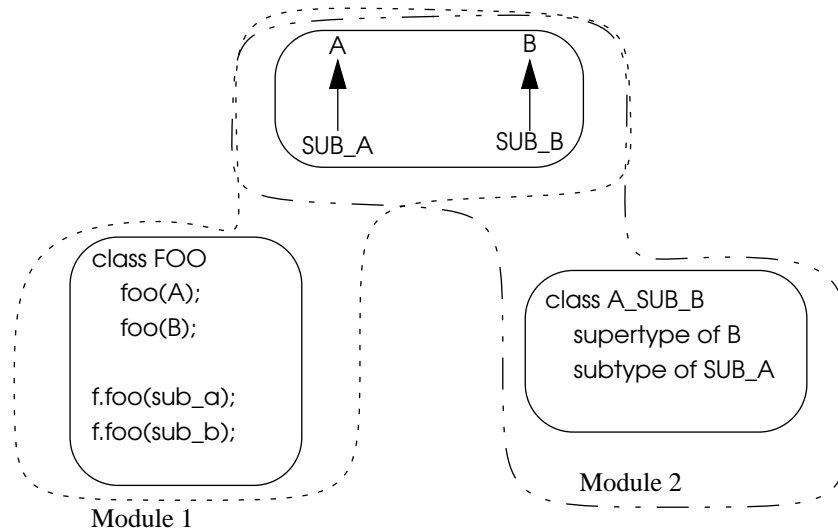 A B
SUB_A SUB_B
class FOO
foo(A);
foo(B);
f.foo(sub_a);
f.foo(sub_b);
Module 1
class A_SUB_B
supertype of B
subtype of SUB_A
Module 2